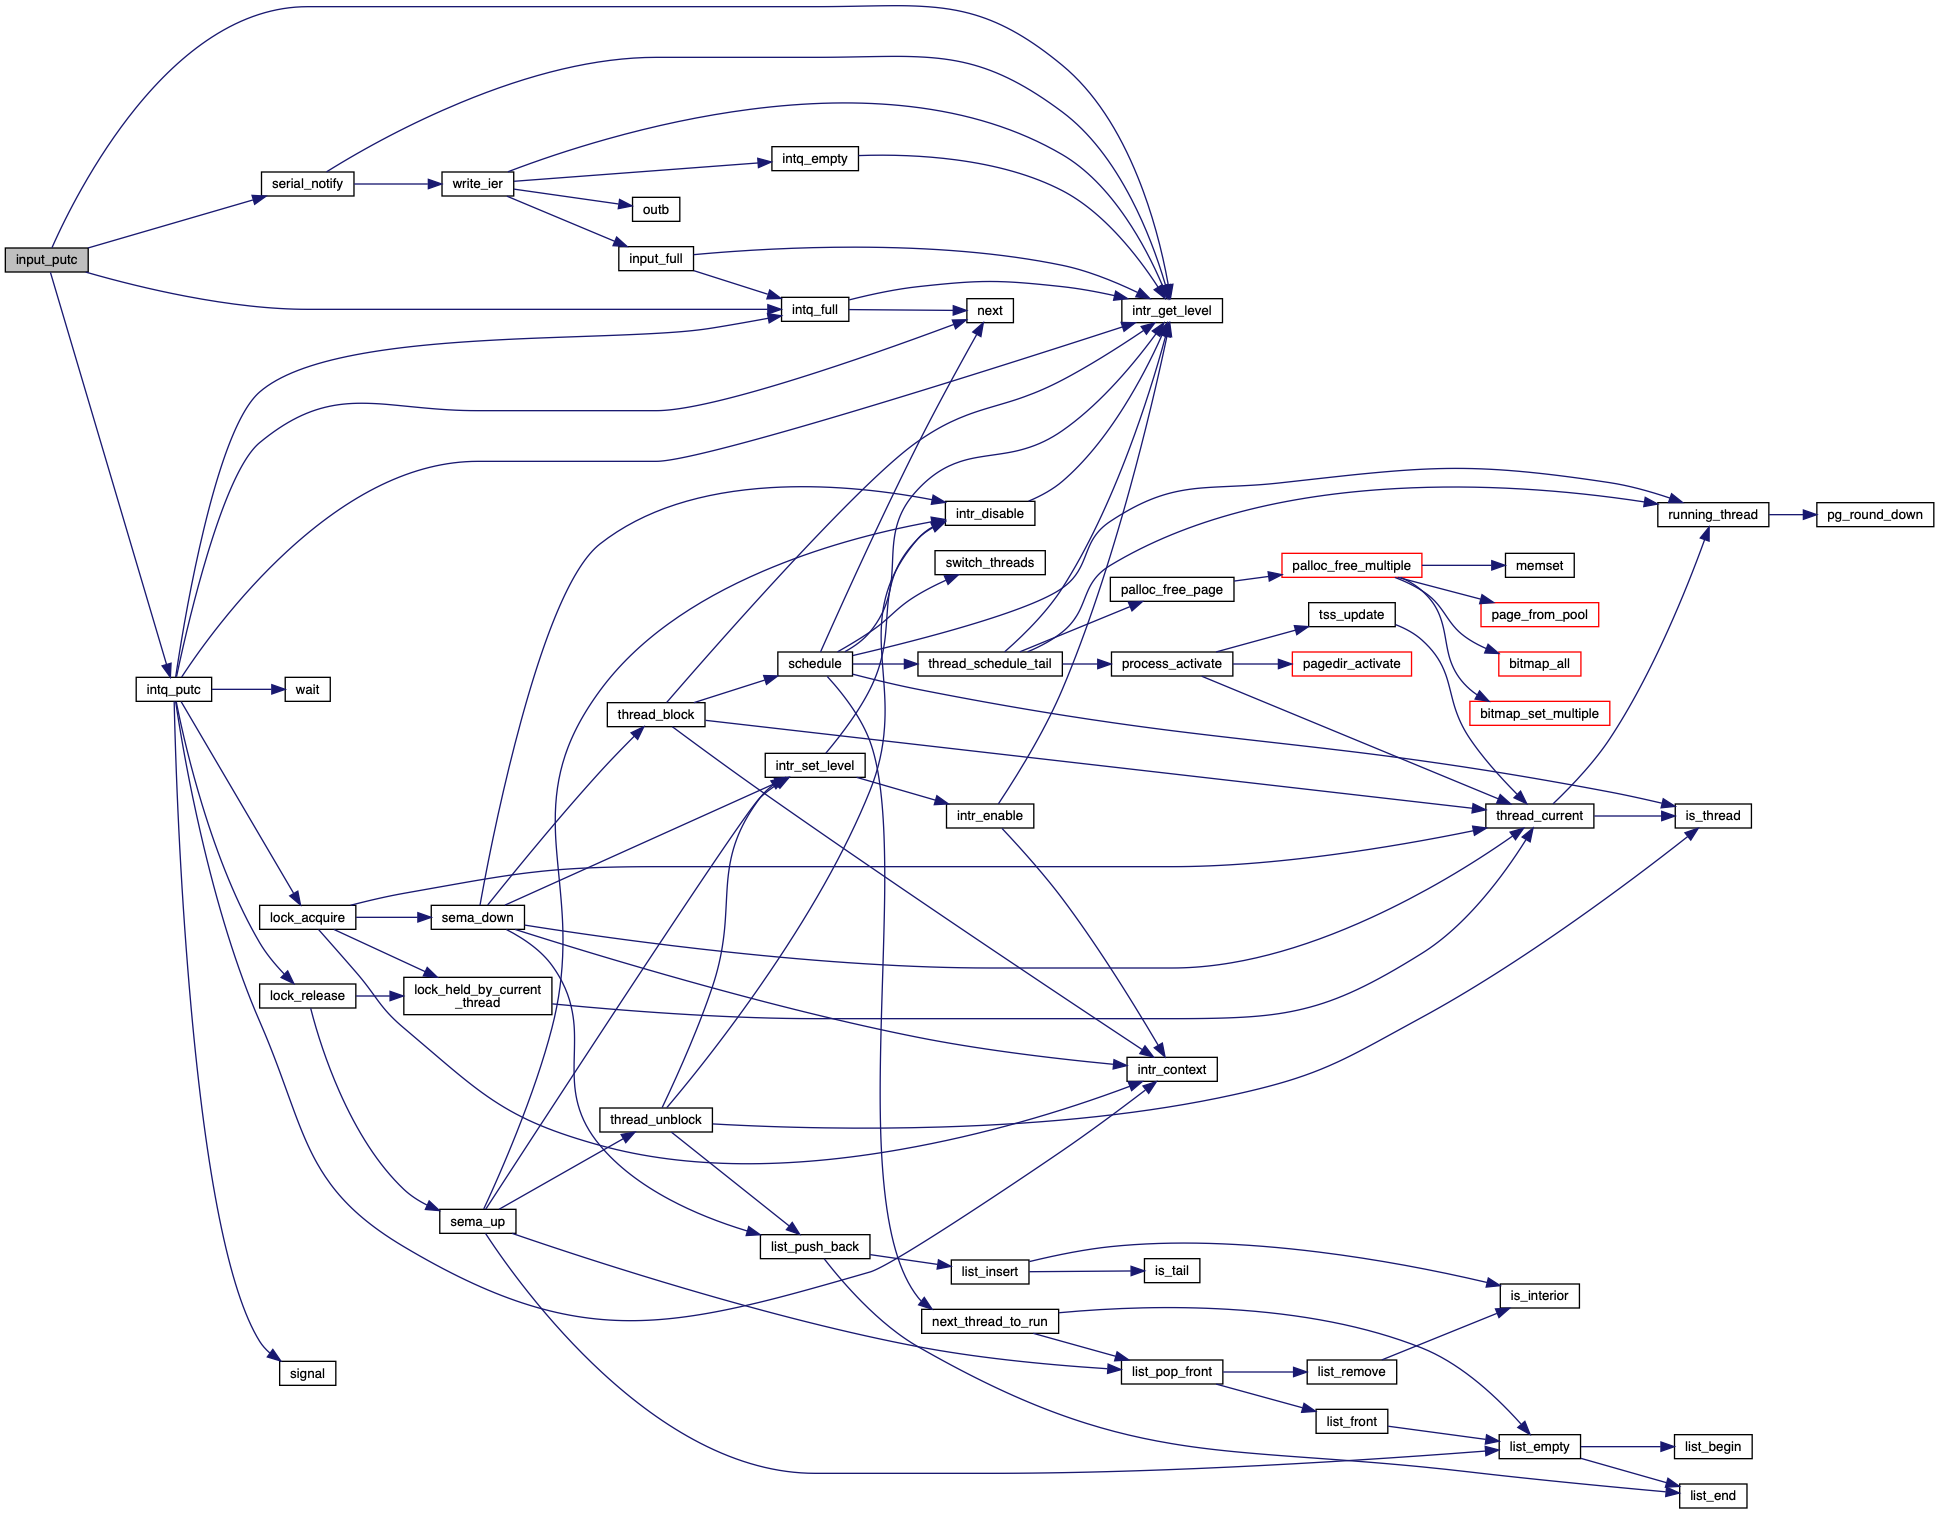 intq_empty
serial_notify
write_ier
outb
input_putc
input_full
intq_full
next
intr_get_level
intr_disable
running_thread
pg_round_down
switch_threads
palloc_free_multiple
memset
palloc_free_page
tss_update
page_from_pool
schedule
thread_schedule_tail
process_activate
pagedir_activate
bitmap_all
intq_putc
wait
thread_block
bitmap_set_multiple
intr_set_level
intr_enable
thread_current
is_thread
lock_acquire
sema_down
lock_release
lock_held_by_current
_thread
intr_context
thread_unblock
sema_up
list_push_back
list_insert
is_tail
is_interior
next_thread_to_run
signal
list_pop_front
list_remove
list_front
list_empty
list_begin
list_end